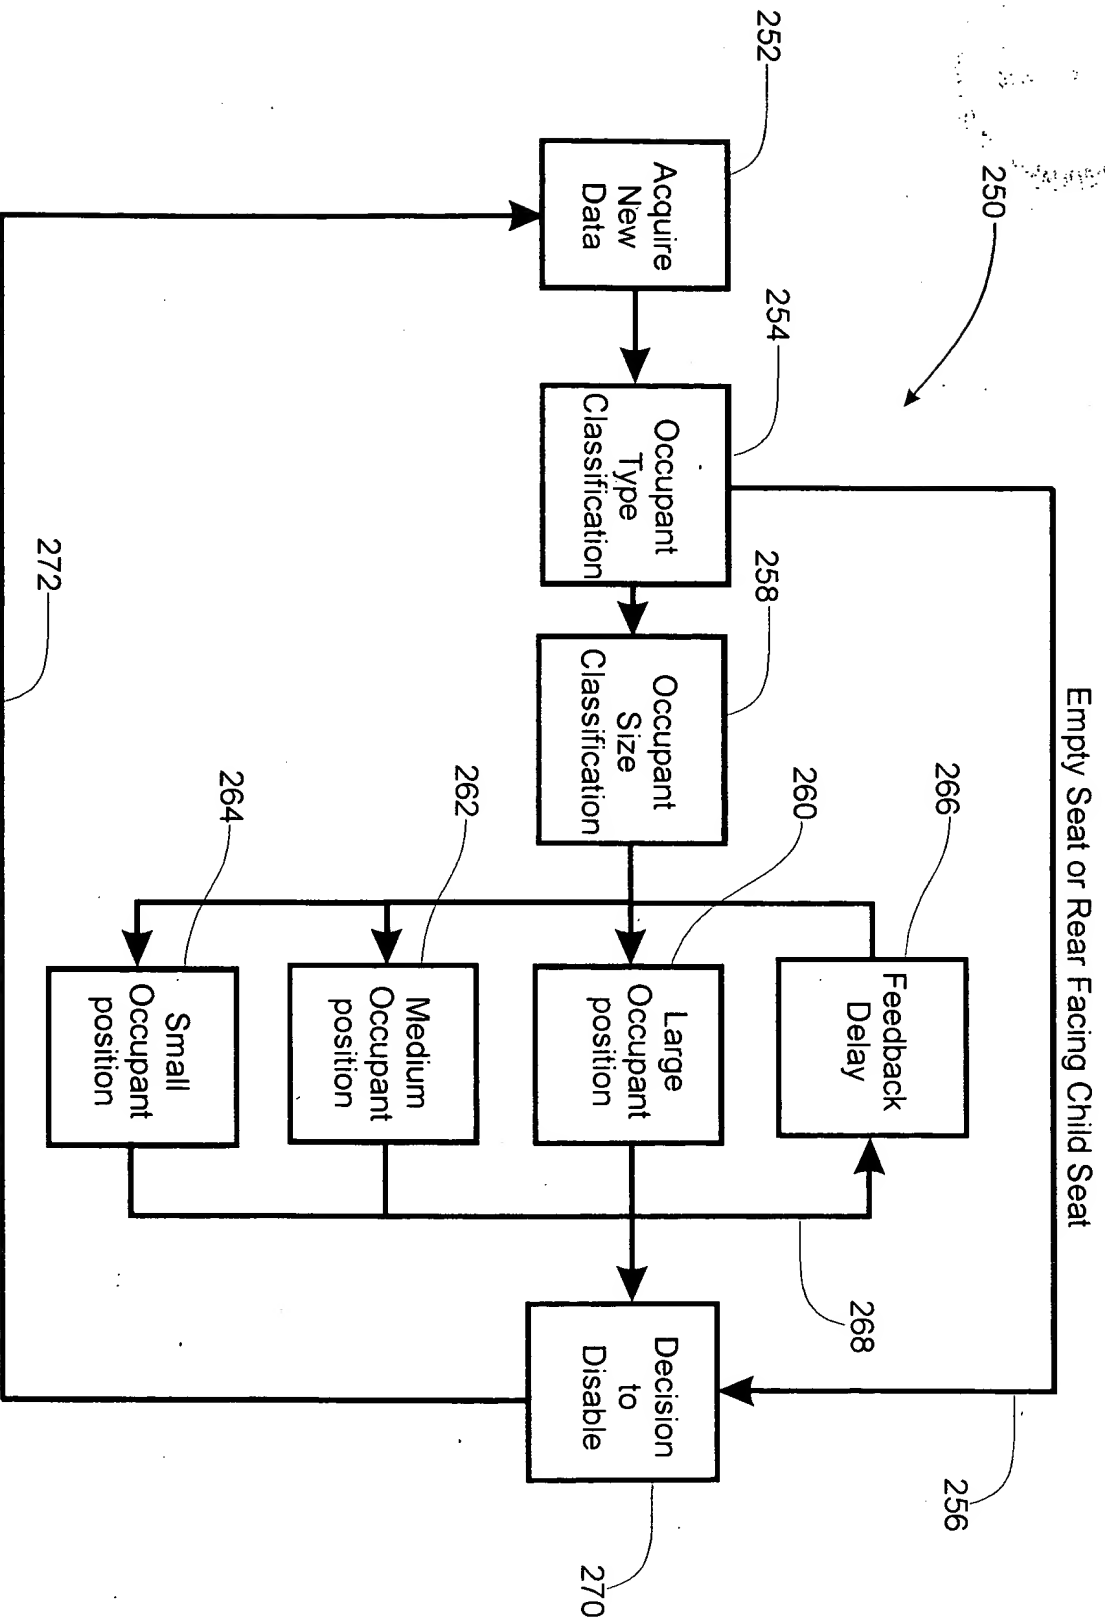 250
Empty Seat or Rear Facing Child Seat
256
252
Acquire
New
Data
254
Occupant
Type
Classification
258
Occupant
Size
Classification
266
Feedback
Delay
260
Large
Occupant
position
262
Medium
Occupant
position
264
Small
Occupant
position
268
Decision
to
Disable
270
272